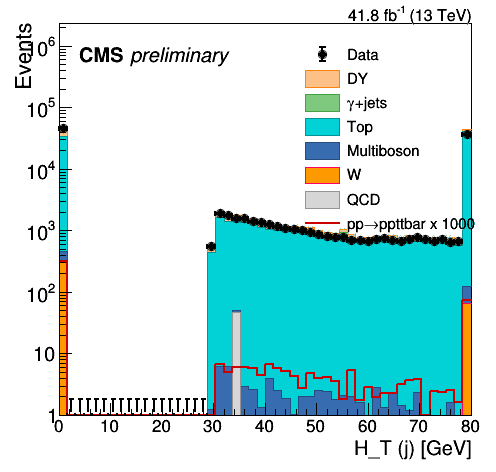 41.8 fb⁻¹ (13 TeV)
Events
CMS preliminary
Data
DY
γ+jets
Top
Multiboson
W
QCD
pp→ppttbar x 1000
10⁶
10⁵
10⁴
10³
10²
10
1
0 10 20 30 40 50 60 70 80
H_T (j) [GeV]